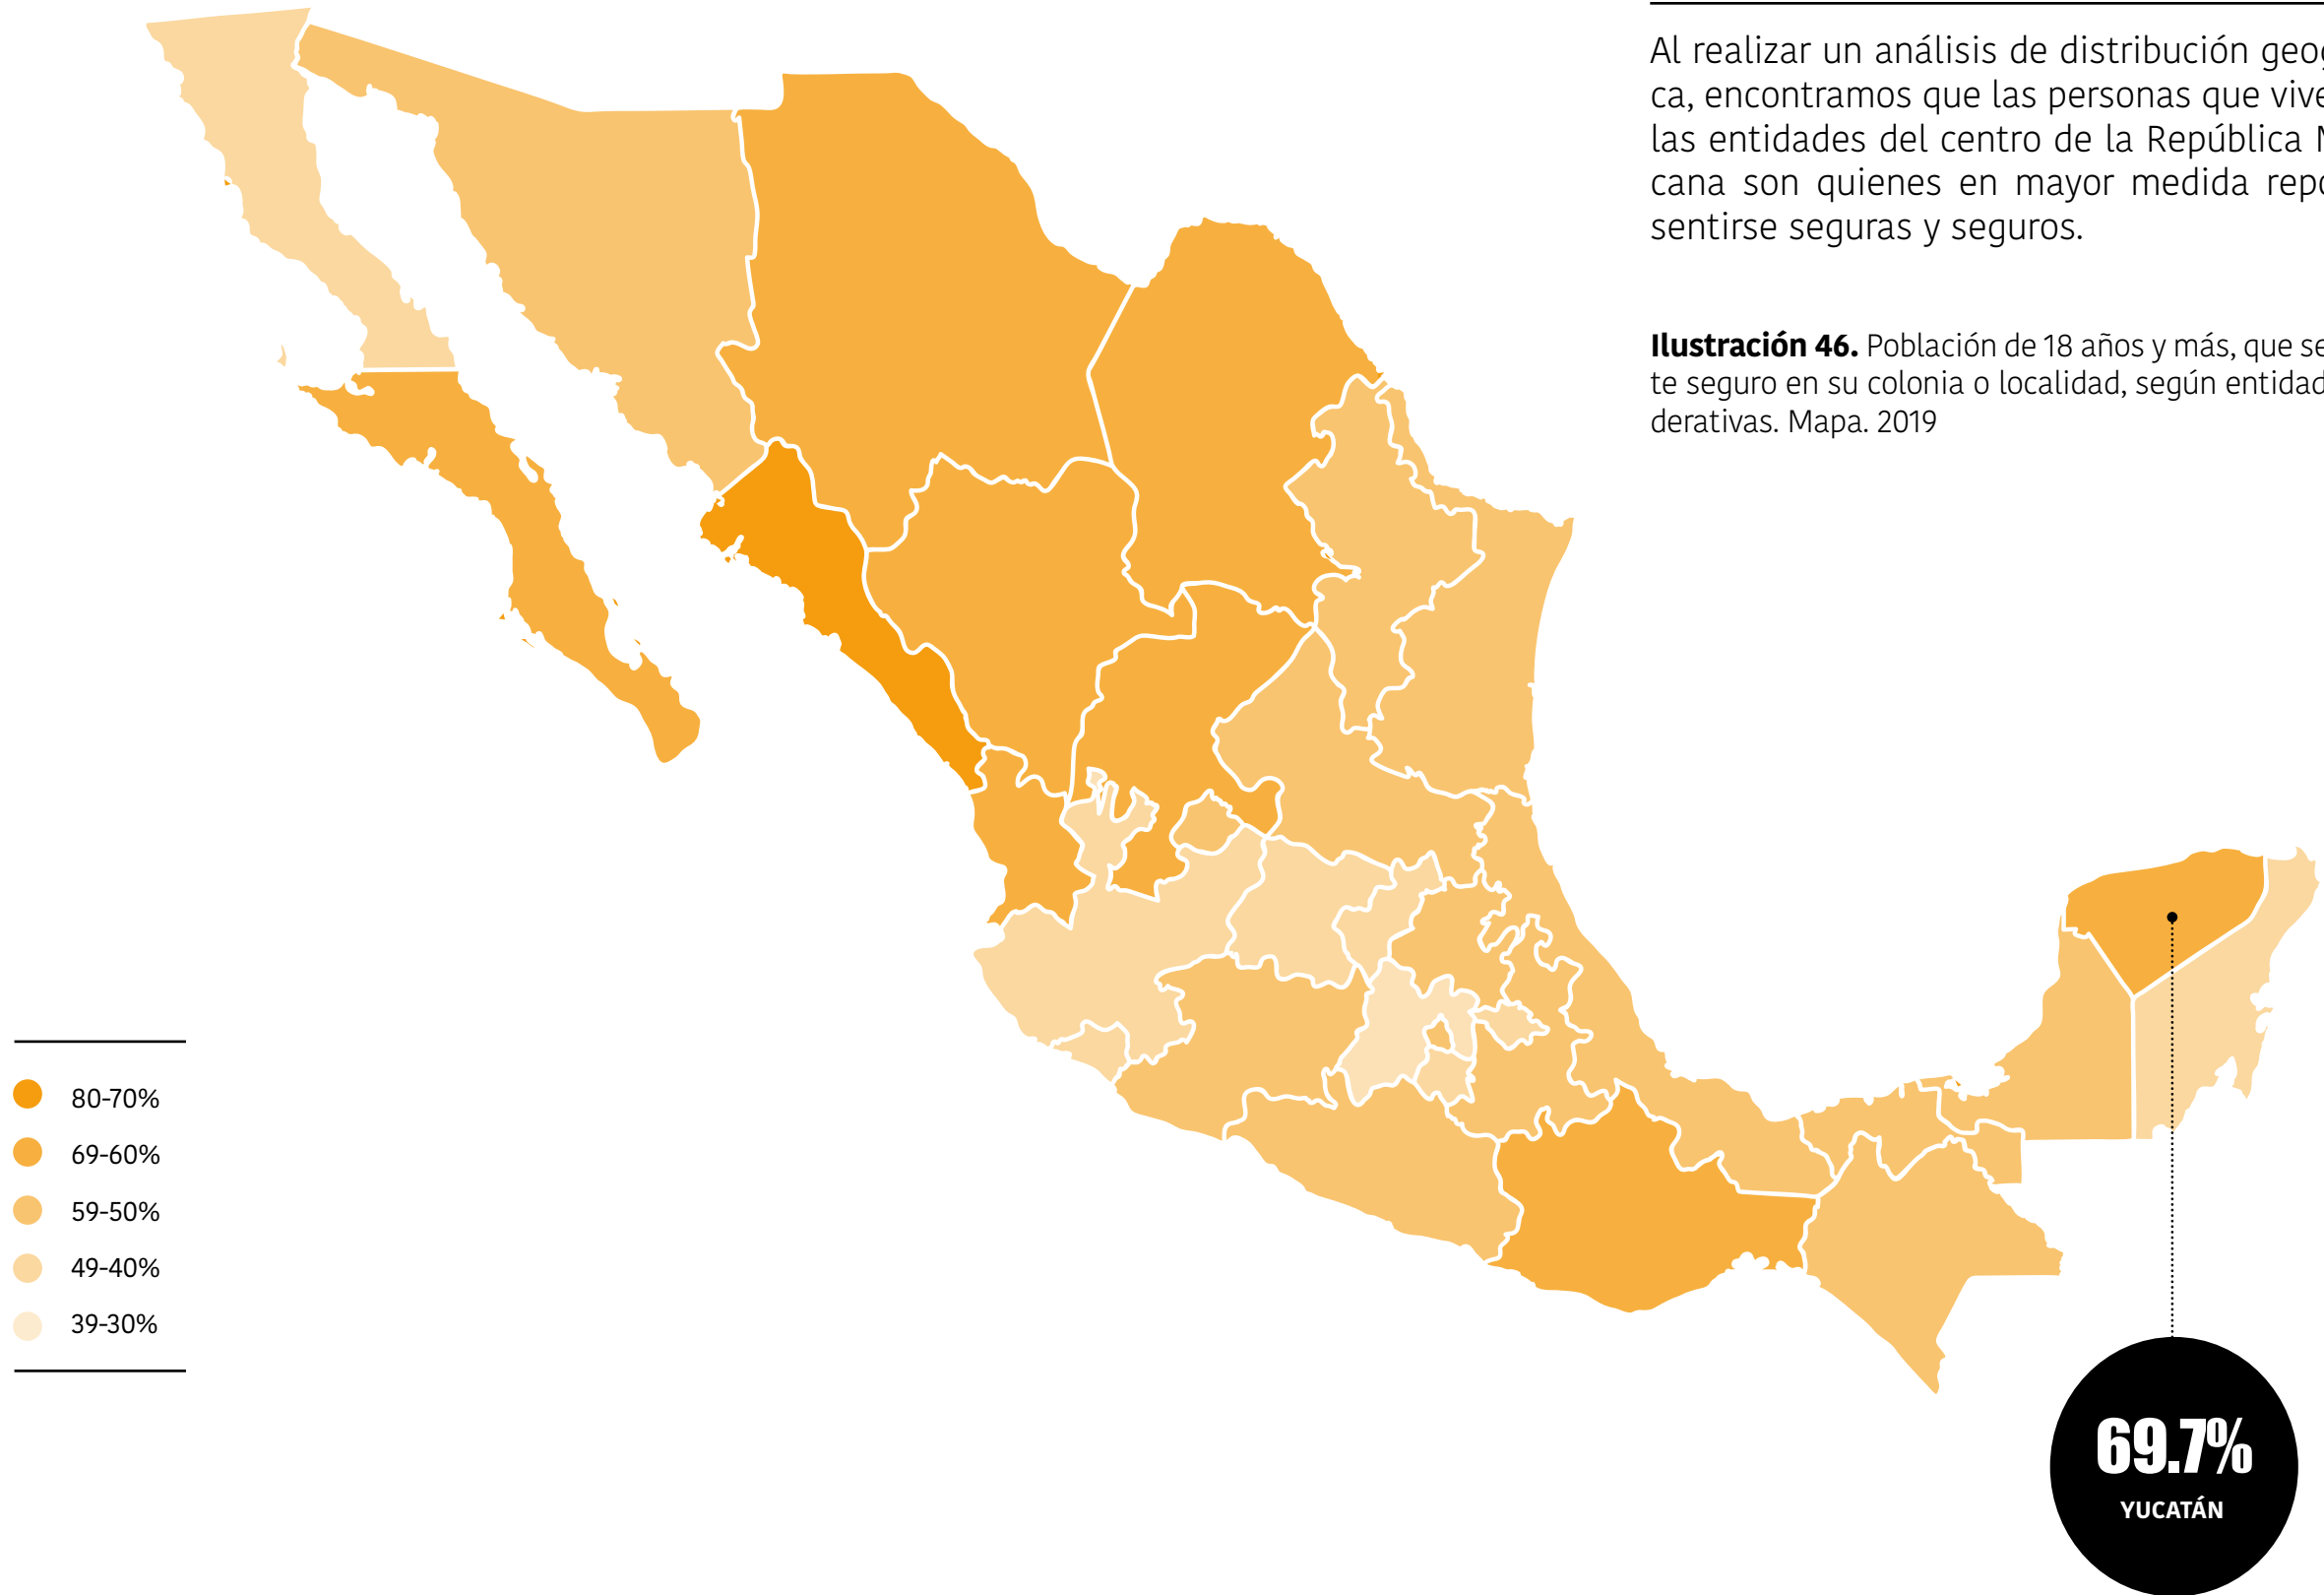 Al realizar un análisis de distribución geog
ca, encontramos que las personas que vive
las entidades del centro de la República M
cana son quienes en mayor medida repo
sentirse seguras y seguros.
Ilustración 46. Población de 18 años y más, que se
te seguro en su colonia o localidad, según entidad
derativas. Mapa. 2019
80-70%
69-60%
59-50%
49-40%
39-30%
69.7%
YUCATÁN